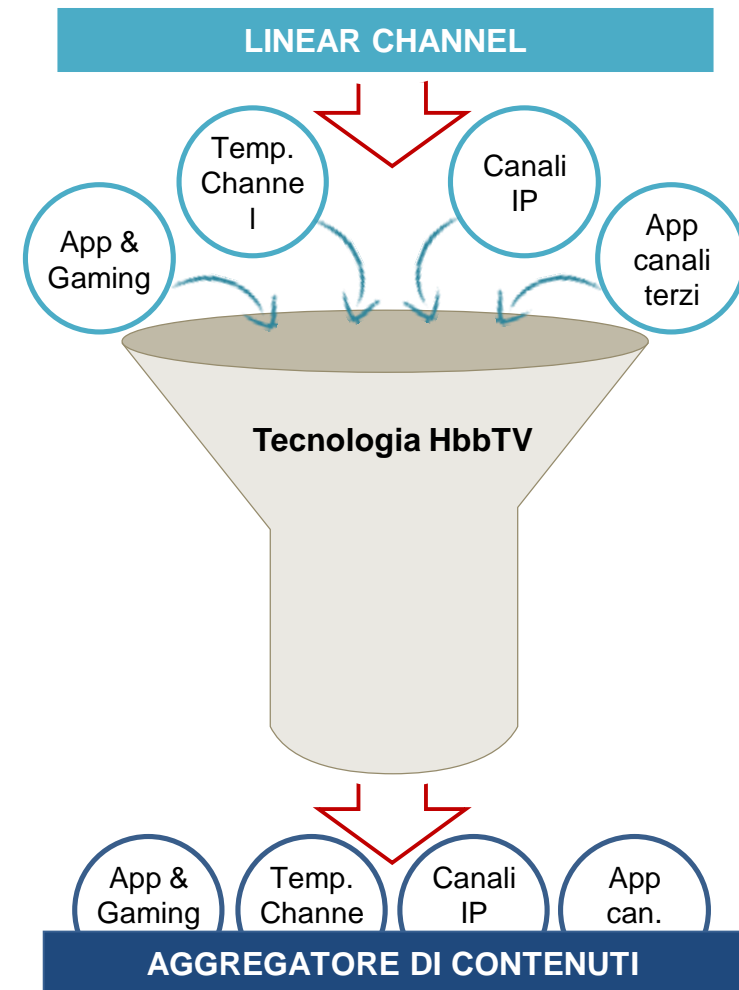 LINEAR CHANNEL
Temp.
Channe
l
Canali
IP
App &
Gaming
App
canali
terzi
Tecnologia HbbTV
App &
Gaming
Temp.
Channe
Canali
IP
App
can.
AGGREGATORE DI CONTENUTI